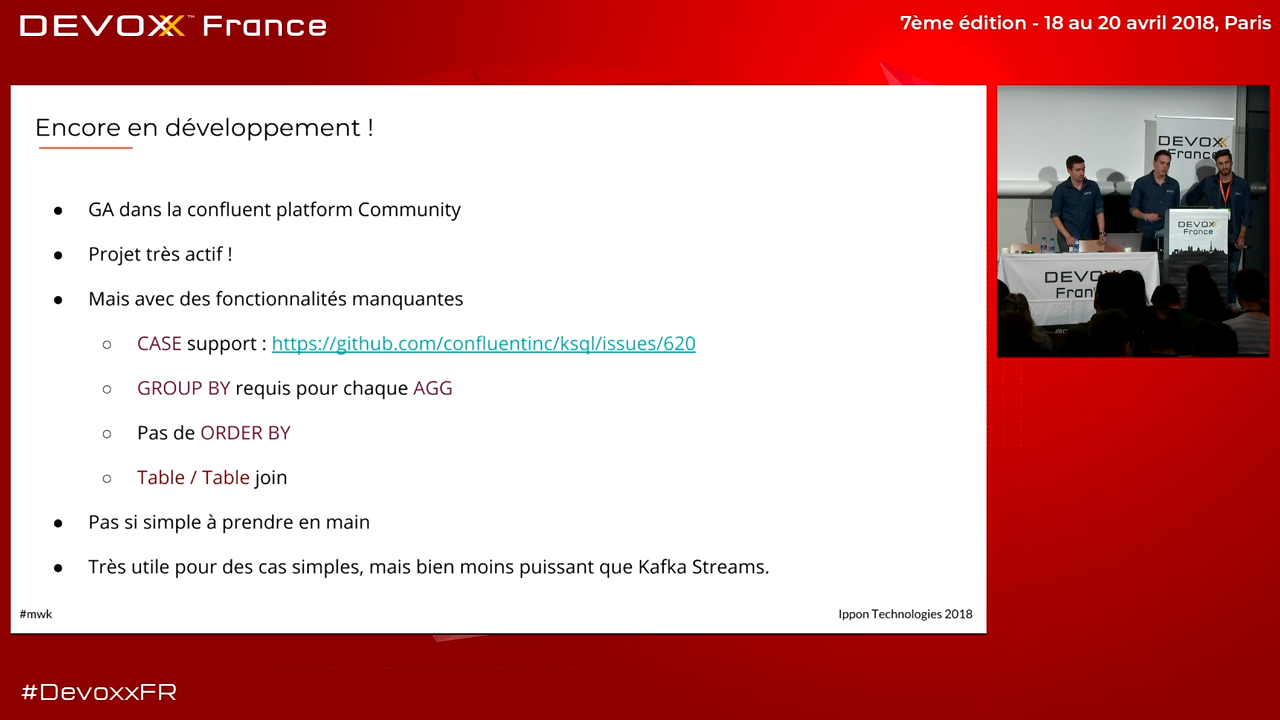 DEVOXX™ France
7ème édition - 18 au 20 avril 2018, Paris
Encore en développement !
● GA dans la confluent platform Community
● Projet très actif !
● Mais avec des fonctionnalités manquantes
○ CASE support : https://github.com/confluentinc/ksql/issues/620
○ GROUP BY requis pour chaque AGG
○ Pas de ORDER BY
○ Table / Table join
● Pas si simple à prendre en main
● Très utile pour des cas simples, mais bien moins puissant que Kafka Streams.
#mwk
Ippon Technologies 2018
DEVOXX
France
DEVOXX
France
DEVOXX
#DevoxxFR